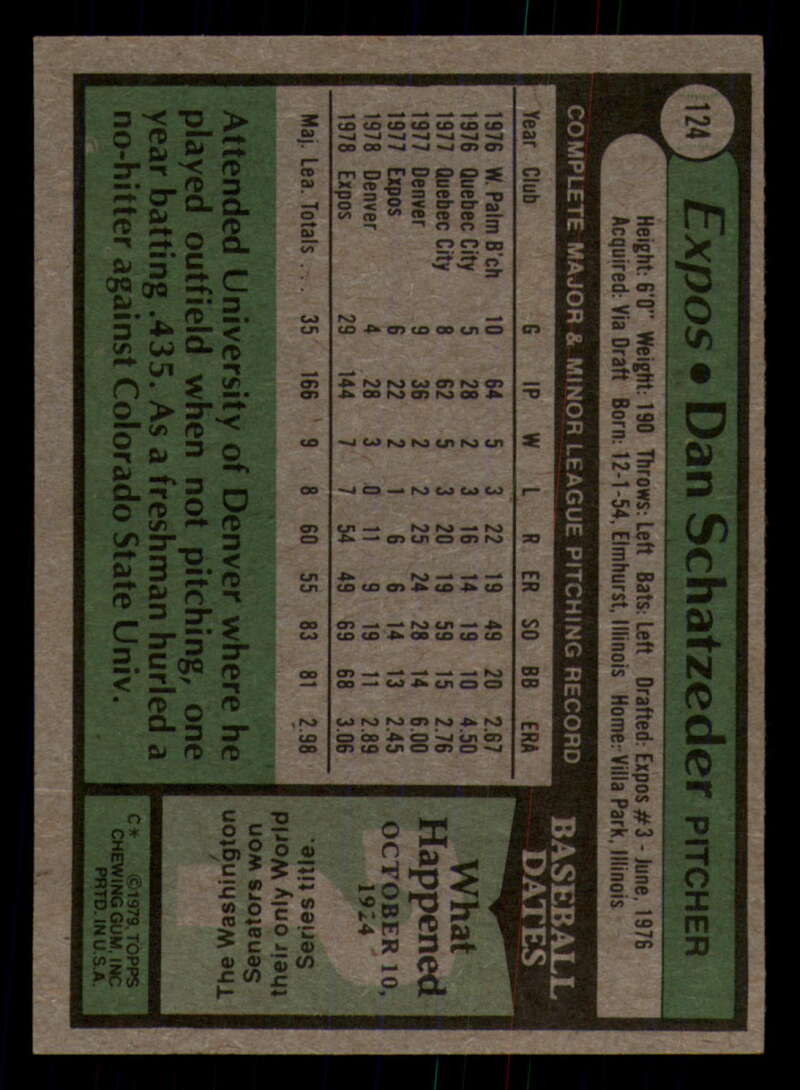 124
Expos • Dan Schatzeder PITCHER
Height: 6'0" Weight: 190 Throws: Left Bats: Left Drafted: Expos #3 - June, 1976
Acquired: Via Draft Born: 12-1-54, Elmhurst, Illinois Home: Villa Park, Illinois
COMPLETE MAJOR & MINOR LEAGUE PITCHING RECORD
Year Club G IP W L R ER SO BB ERA
1976 W. Palm B'ch 10 64 5 3 22 19 49 20 2.67
1976 Quebec City 5 28 2 3 16 14 19 10 4.50
1977 Quebec City 8 62 5 3 20 19 59 15 2.76
1977 Denver 9 36 2 2 25 24 28 14 6.00
1977 Expos 6 22 2 1 6 6 14 13 2.45
1978 Denver 4 28 3 0 11 9 19 11 2.89
1978 Expos 29 144 7 7 54 49 69 68 3.06
Maj. Lea. Totals .... 35 166 9 8 60 55 83 81 2.98
Attended University of Denver where he
played outfield when not pitching, one
year batting .435. As a freshman hurled a
no-hitter against Colorado State Univ.
BASEBALL
DATES
What
Happened
OCTOBER 10,
1924
The Washington
Senators won
their only World
Series title.
C* ©1979 TOPPS
CHEWING GUM, INC
PRTD. IN U.S.A.